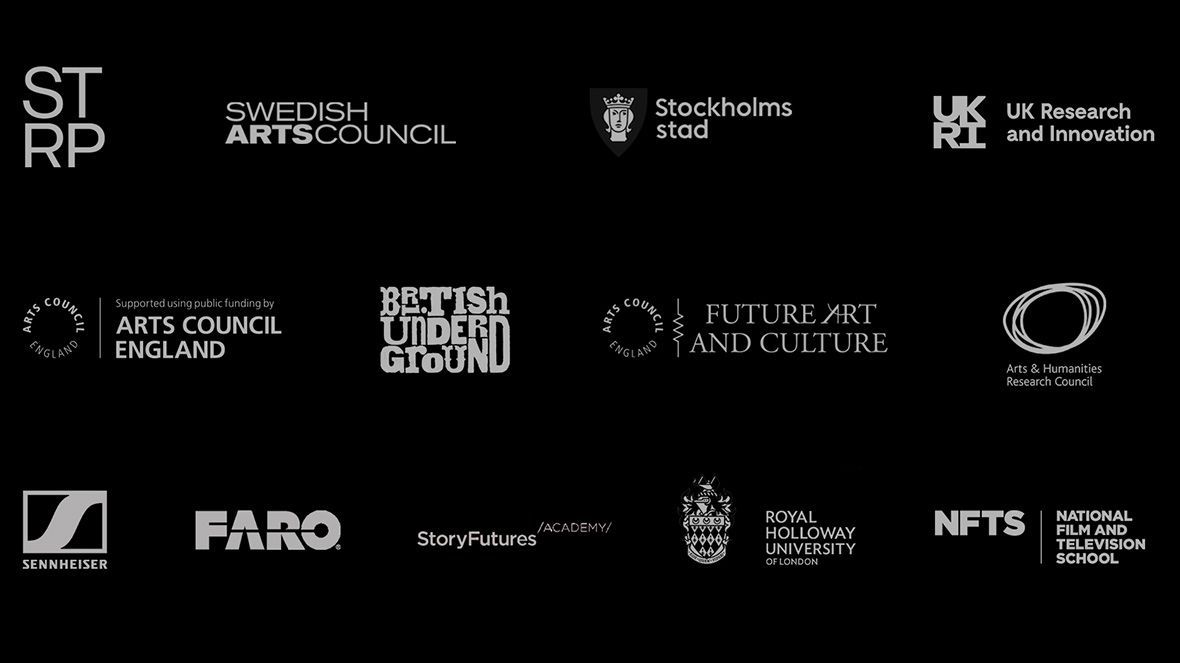 ST
RP
SWEDISH
ARTSCOUNCIL
Stockholms
stad
UK
RI
UK Research
and Innovation
ARTS COUNCIL
ENGLAND
Supported using public funding by
ARTS COUNCIL
ENGLAND
BRITISH
UNDER
GROUND
ARTS COUNCIL
ENGLAND
FUTURE ART
AND CULTURE
Arts & Humanities
Research Council
SENNHEISER
FARO®
StoryFutures /ACADEMY/
ROYAL
HOLLOWAY
UNIVERSITY
OF LONDON
NFTS
NATIONAL
FILM AND
TELEVISION
SCHOOL